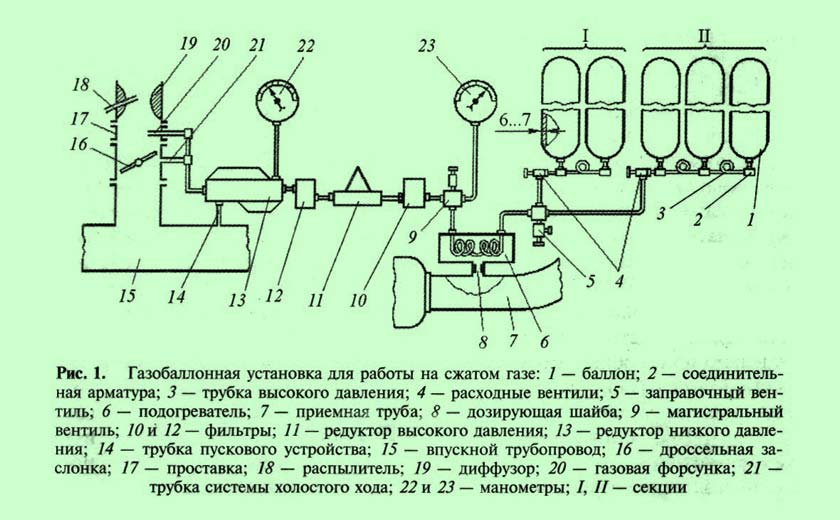 19 20 21 22 23 I II
18
17
16
6...7
15 14 13 12 11 10 9 8 7 6 5 4 3 2 1
Рис. 1. Газобаллонная установка для работы на сжатом газе: 1 — баллон; 2 — соединитель-
ная арматура; 3 — трубка высокого давления; 4 — расходные вентили; 5 — заправочный вен-
тиль; 6 — подогреватель; 7 — приемная труба; 8 — дозирующая шайба; 9 — магистральный
вентиль; 10 и 12 — фильтры; 11 — редуктор высокого давления; 13 — редуктор низкого давле-
ния; 14 — трубка пускового устройства; 15 — впускной трубопровод; 16 — дроссельная за-
слонка; 17 — проставка; 18 — распылитель; 19 — диффузор; 20 — газовая форсунка; 21 —
трубка системы холостого хода; 22 и 23 — манометры; I, II — секции